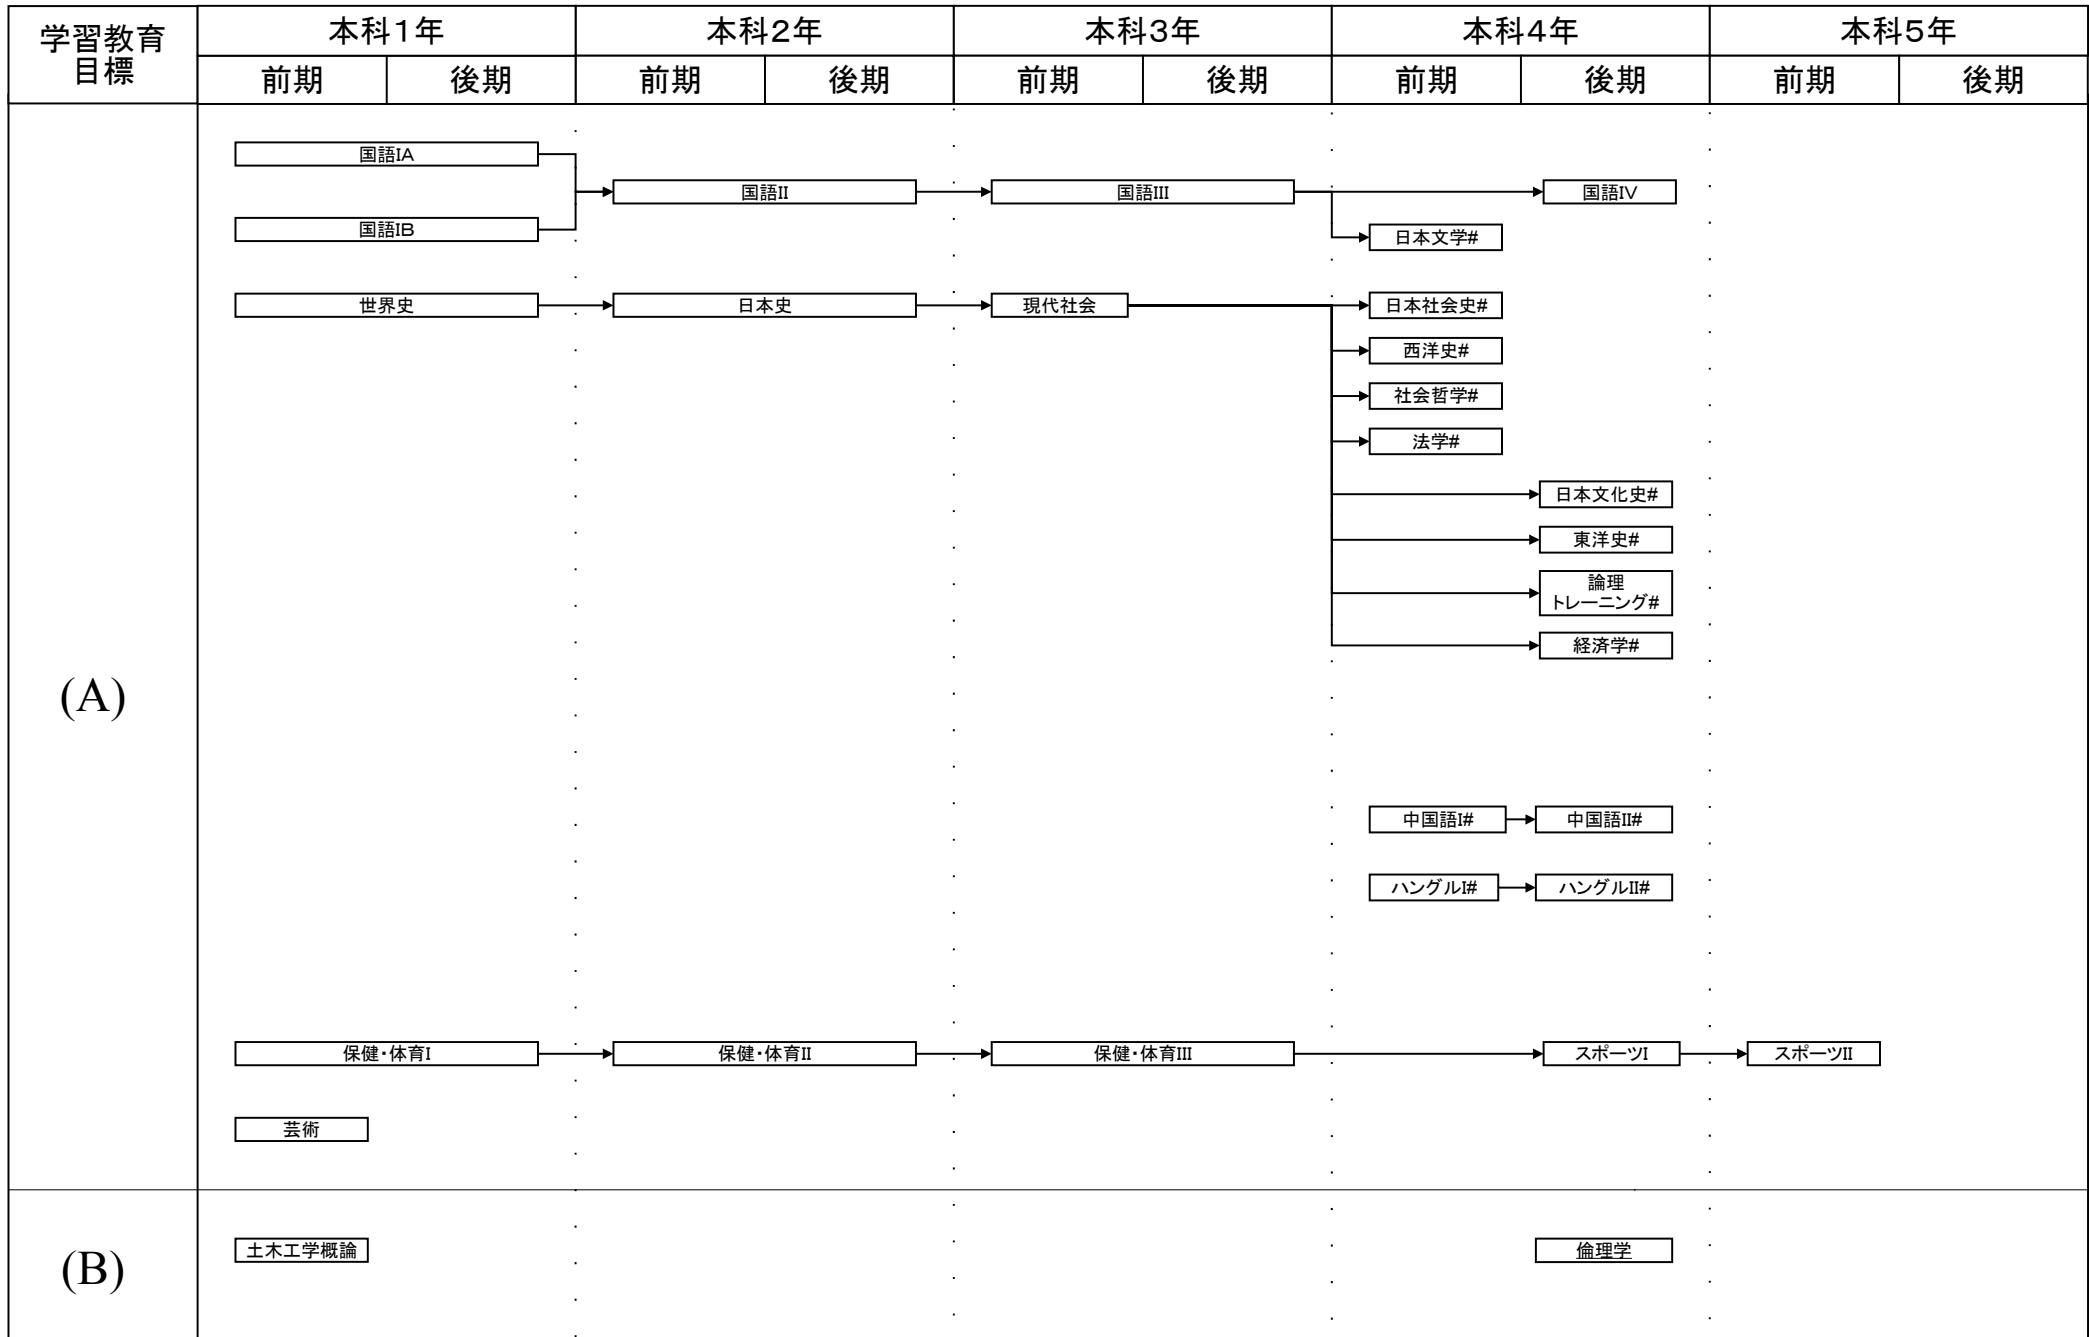 学習教育
目標
本科1年
本科2年
本科3年
本科4年
本科5年
前期
後期
前期
後期
前期
後期
前期
後期
前期
後期
(A)
国語IA
国語IB
国語II
国語III
国語IV
日本文学#
世界史
日本史
現代社会
日本社会史#
西洋史#
社会哲学#
法学#
日本文化史#
東洋史#
論理
トレーニング#
経済学#
中国語I#
中国語II#
ハングルI#
ハングルII#
保健・体育I
保健・体育II
保健・体育III
スポーツI
スポーツII
芸術
(B)
土木工学概論
倫理学